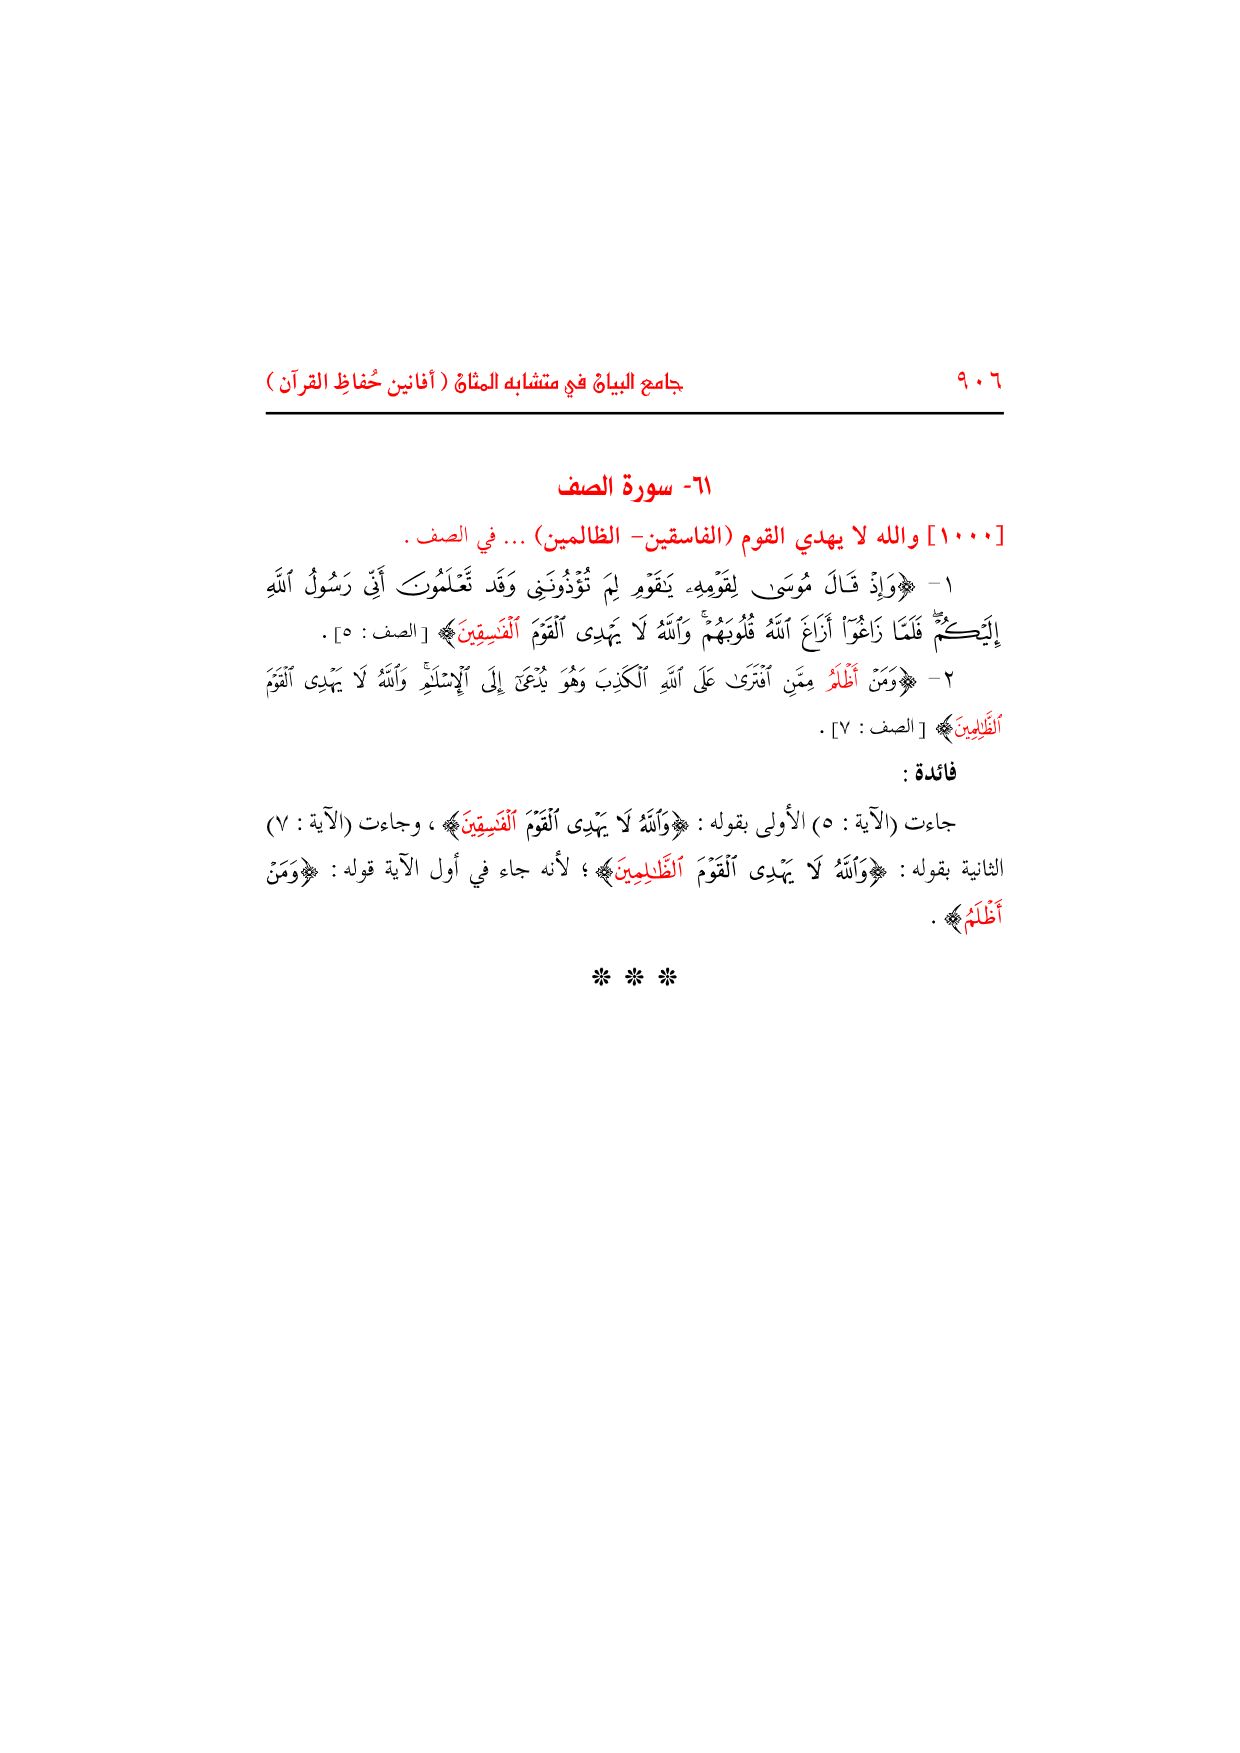 ٩٠٦
جامع البيان في متشابه المثان ( أفانين حُفاظِ القرآن )
٦١- سورة الصف
[١٠٠٠] والله لا يهدي القوم (الفاسقين- الظالمين) ... في الصف .
١- ﴿وَإِذْ قَالَ مُوسَىٰ لِقَوْمِهِۦ يَٰقَوْمِ لِمَ تُؤْذُونَنِى وَقَد تَّعْلَمُونَ أَنِّى رَسُولُ ٱللَّهِ
إِلَيْكُمْ ۖ فَلَمَّا زَاغُوٓا۟ أَزَاغَ ٱللَّهُ قُلُوبَهُمْ ۚ وَٱللَّهُ لَا يَهْدِى ٱلْقَوْمَ ٱلْفَٰسِقِينَ﴾ [الصف : ٥] .
٢- ﴿وَمَنْ أَظْلَمُ مِمَّنِ ٱفْتَرَىٰ عَلَى ٱللَّهِ ٱلْكَذِبَ وَهُوَ يُدْعَىٰٓ إِلَى ٱلْإِسْلَٰمِ ۚ وَٱللَّهُ لَا يَهْدِى ٱلْقَوْمَ
ٱلظَّٰلِمِينَ﴾ [الصف : ٧] .
فائدة :
جاءت (الآية : ٥) الأولى بقوله : ﴿وَٱللَّهُ لَا يَهْدِى ٱلْقَوْمَ ٱلْفَٰسِقِينَ﴾ ، وجاءت (الآية : ٧)
الثانية بقوله : ﴿وَٱللَّهُ لَا يَهْدِى ٱلْقَوْمَ ٱلظَّٰلِمِينَ﴾ ؛ لأنه جاء في أول الآية قوله : ﴿وَمَنْ
أَظْلَمُ﴾ .
❊ ❊ ❊